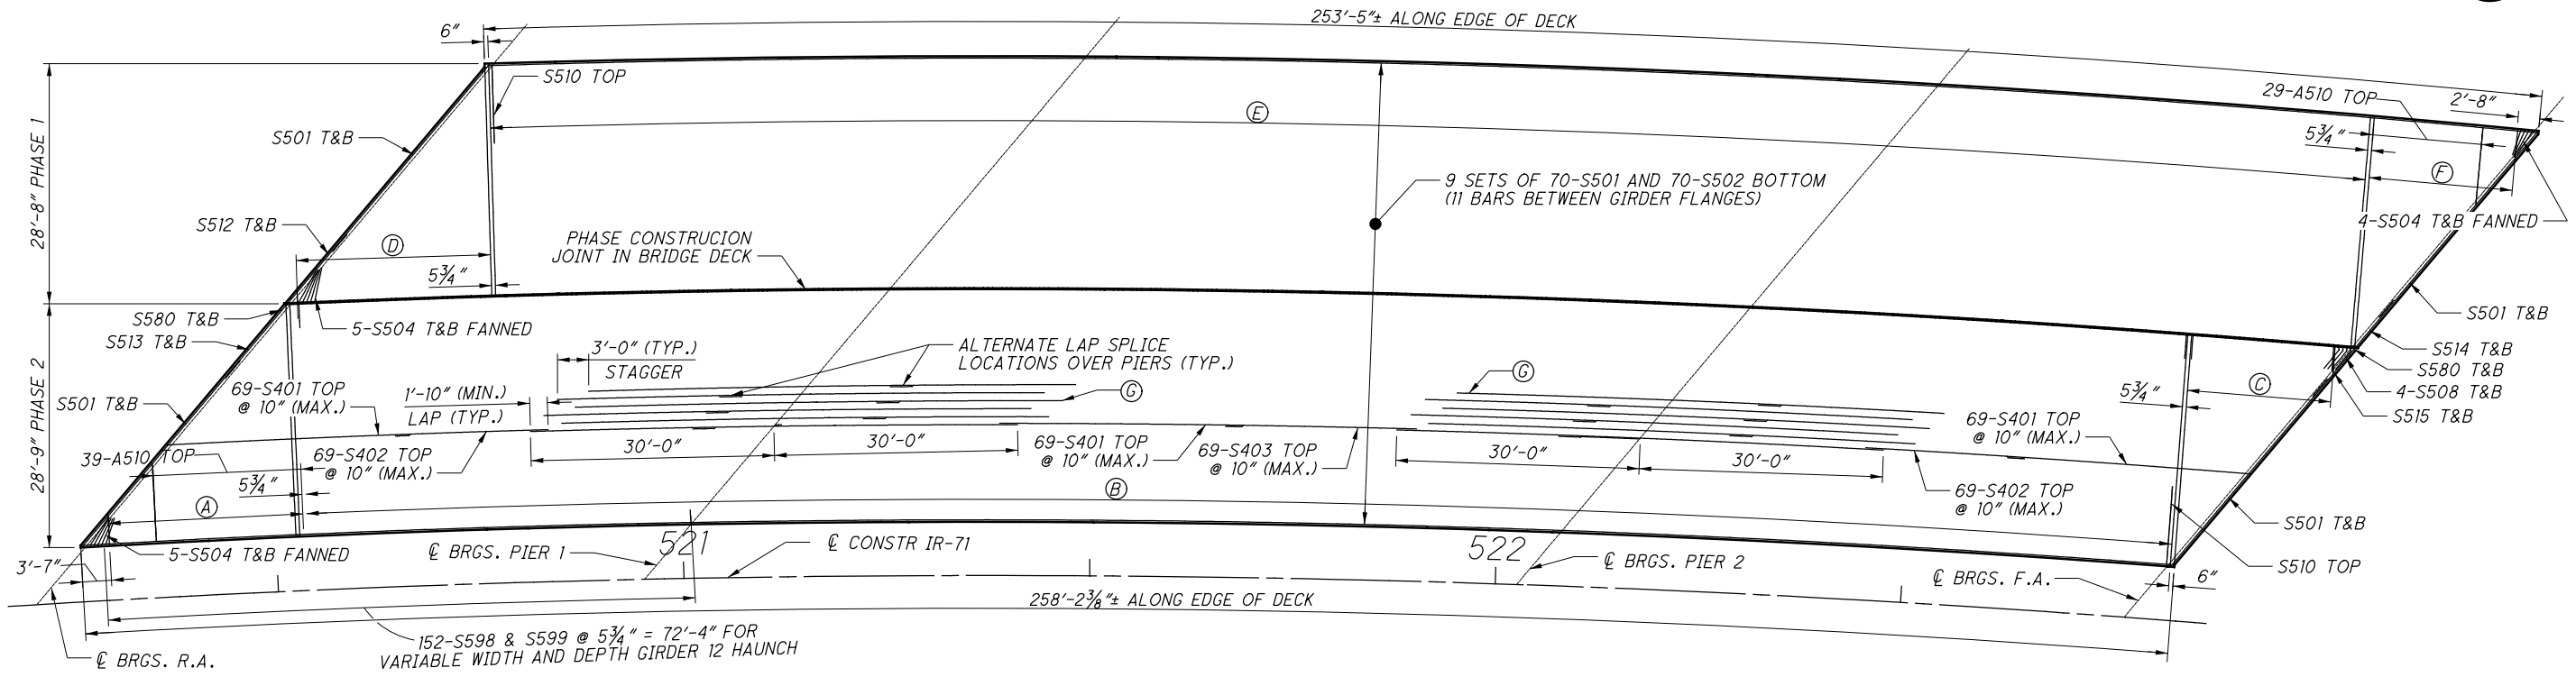 253'-5"± ALONG EDGE OF DECK
6"
S510 TOP
29-A510 TOP
2'-8"
E
S501 T&B
5¾"
28'-8" PHASE 1
9 SETS OF 70-S501 AND 70-S502 BOTTOM
(11 BARS BETWEEN GIRDER FLANGES)
F
S512 T&B
4-S504 T&B FANNED
D
PHASE CONSTRUCION
JOINT IN BRIDGE DECK
5¾"
S580 T&B
5-S504 T&B FANNED
S501 T&B
S513 T&B
3'-0" (TYP.)
STAGGER
ALTERNATE LAP SPLICE
LOCATIONS OVER PIERS (TYP.)
S514 T&B
S580 T&B
28'-9" PHASE 2
69-S401 TOP
@ 10" (MAX.)
1'-10" (MIN.)
LAP (TYP.)
G
G
C
5¾"
4-S508 T&B
S501 T&B
S515 T&B
69-S401 TOP
@ 10" (MAX.)
39-A510 TOP
69-S402 TOP
@ 10" (MAX.)
30'-0"
30'-0"
69-S401 TOP
@ 10" (MAX.)
69-S403 TOP
@ 10" (MAX.)
30'-0"
30'-0"
5¾"
B
69-S402 TOP
@ 10" (MAX.)
A
S501 T&B
5-S504 T&B FANNED
℄ BRGS. PIER 1
521
℄ CONSTR IR-71
522
℄ BRGS. PIER 2
℄ BRGS. F.A.
S510 TOP
3'-7"
6"
258'-2⅜"± ALONG EDGE OF DECK
152-S598 & S599 @ 5¾" = 72'-4" FOR
VARIABLE WIDTH AND DEPTH GIRDER 12 HAUNCH
℄ BRGS. R.A.